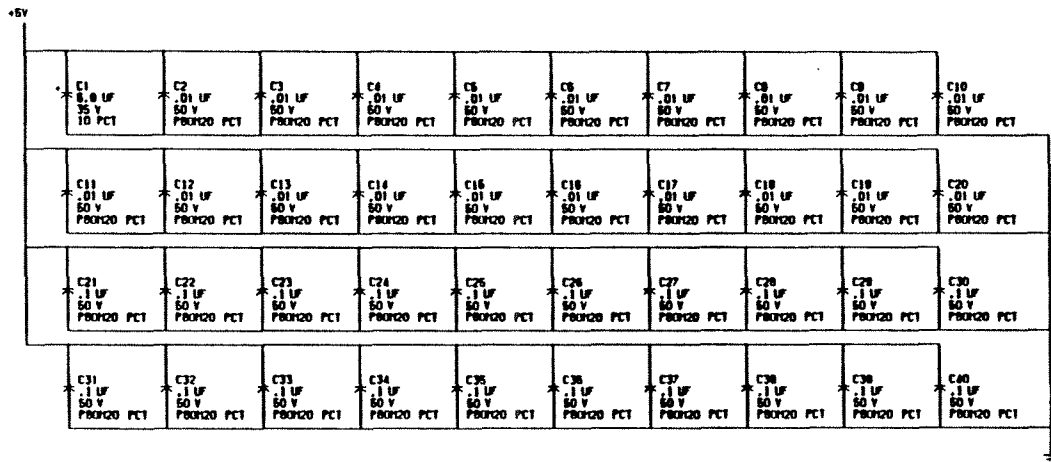 +5V
C1
6.8 UF
35 V
10 PCT
C2
.01 UF
50 V
P80M20 PCT
C3
.01 UF
50 V
P80M20 PCT
C4
.01 UF
50 V
P80M20 PCT
C5
.01 UF
50 V
P80M20 PCT
C6
.01 UF
50 V
P80M20 PCT
C7
.01 UF
50 V
P80M20 PCT
C8
.01 UF
50 V
P80M20 PCT
C9
.01 UF
50 V
P80M20 PCT
C10
.01 UF
50 V
P80M20 PCT
C11
.01 UF
50 V
P80M20 PCT
C12
.01 UF
50 V
P80M20 PCT
C13
.01 UF
50 V
P80M20 PCT
C14
.01 UF
50 V
P80M20 PCT
C15
.01 UF
50 V
P80M20 PCT
C16
.01 UF
50 V
P80M20 PCT
C17
.01 UF
50 V
P80M20 PCT
C18
.01 UF
50 V
P80M20 PCT
C19
.01 UF
50 V
P80M20 PCT
C20
.01 UF
50 V
P80M20 PCT
C21
.1 UF
50 V
P80M20 PCT
C22
.1 UF
50 V
P80M20 PCT
C23
.1 UF
50 V
P80M20 PCT
C24
.1 UF
50 V
P80M20 PCT
C25
.1 UF
50 V
P80M20 PCT
C26
.1 UF
50 V
P80M20 PCT
C27
.1 UF
50 V
P80M20 PCT
C28
.1 UF
50 V
P80M20 PCT
C29
.1 UF
50 V
P80M20 PCT
C30
.1 UF
50 V
P80M20 PCT
C31
.1 UF
50 V
P80M20 PCT
C32
.1 UF
50 V
P80M20 PCT
C33
.1 UF
50 V
P80M20 PCT
C34
.1 UF
50 V
P80M20 PCT
C35
.1 UF
50 V
P80M20 PCT
C36
.1 UF
50 V
P80M20 PCT
C37
.1 UF
50 V
P80M20 PCT
C38
.1 UF
50 V
P80M20 PCT
C39
.1 UF
50 V
P80M20 PCT
C40
.1 UF
50 V
P80M20 PCT